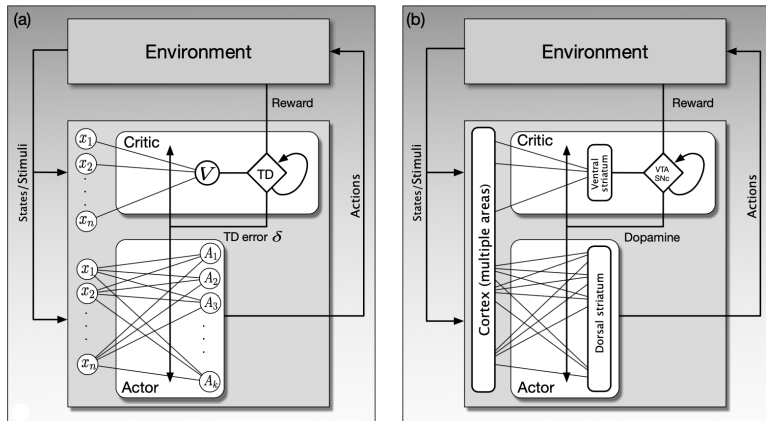 (a)
Environment
Reward
States/Stimuli
Actions
x₁
x₂
xₙ
Critic
V
TD
TD error δ
x₁
x₂
xₙ
A₁
A₂
A₃
Aₖ
Actor
(b)
Environment
Reward
States/Stimuli
Actions
Cortex (multiple areas)
Critic
Ventral
striatum
VTA
SNc
Dopamine
Dorsal striatum
Actor